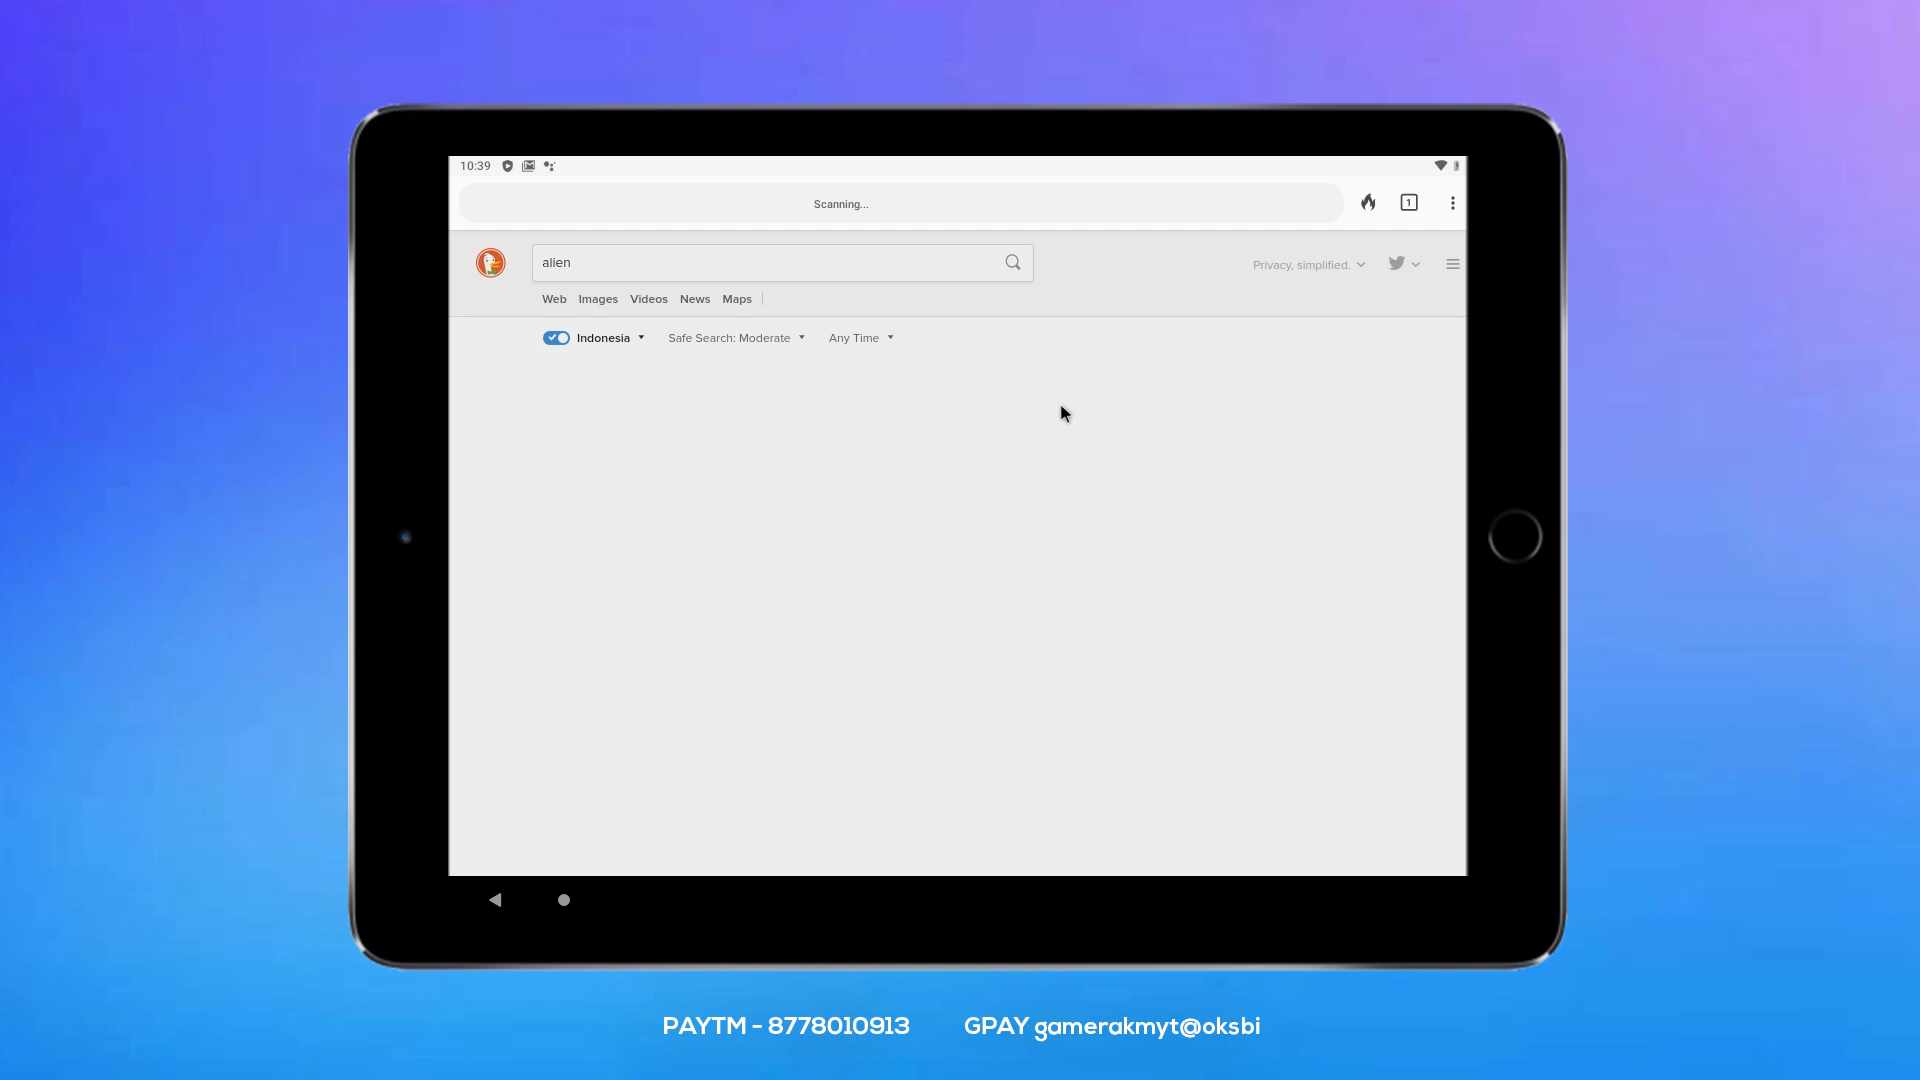 10:39
Scanning...
1
alien
Privacy, simplified.
Web Images Videos News Maps
Indonesia Safe Search: Moderate Any Time
PAYTM - 8778010913 GPAY gamerakmyt@oksbi